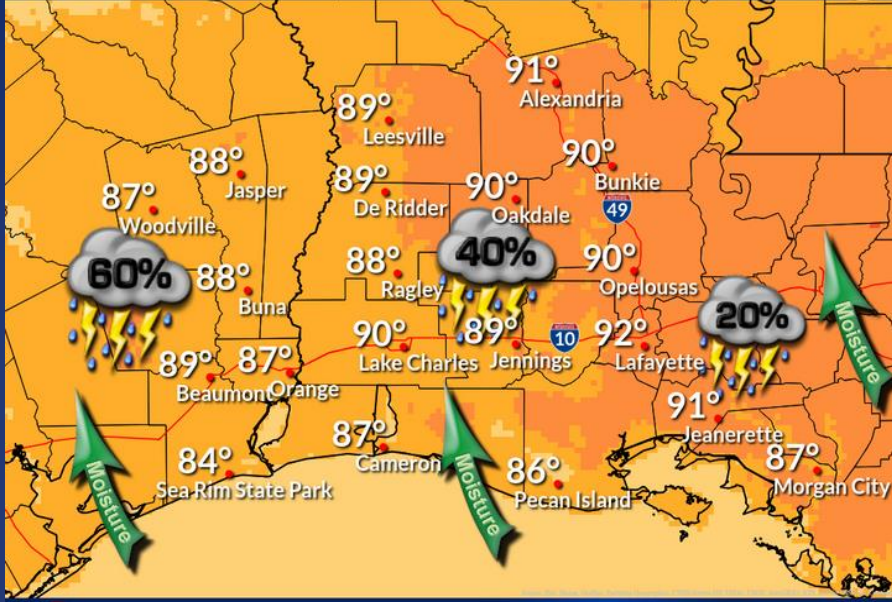 91°
Alexandria
89°
Leesville
88°
Jasper
90°
Bunkie
87°
Woodville
89°
De Ridder
90°
Oakdale
49
60%
40%
88°
Buna
88°
Ragley
90°
Opelousas
20%
Moisture
89°
Beaumont
87°
Orange
90°
Lake Charles
89°
Jennings
10
92°
Lafayette
91°
Jeanerette
84°
Sea Rim State Park
87°
Cameron
86°
Pecan Island
87°
Morgan City
Moisture
Moisture